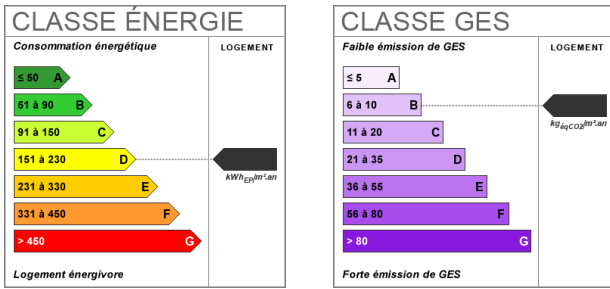 CLASSE ÉNERGIE
Consommation énergétique
LOGEMENT
≤ 50 A
51 à 90 B
91 à 150 C
151 à 230 D
kWhEP/m².an
231 à 330 E
331 à 450 F
> 450 G
Logement énergivore
CLASSE GES
Faible émission de GES
LOGEMENT
≤ 5 A
6 à 10 B
kgéqCO2/m².an
11 à 20 C
21 à 35 D
36 à 55 E
56 à 80 F
> 80 G
Forte émission de GES